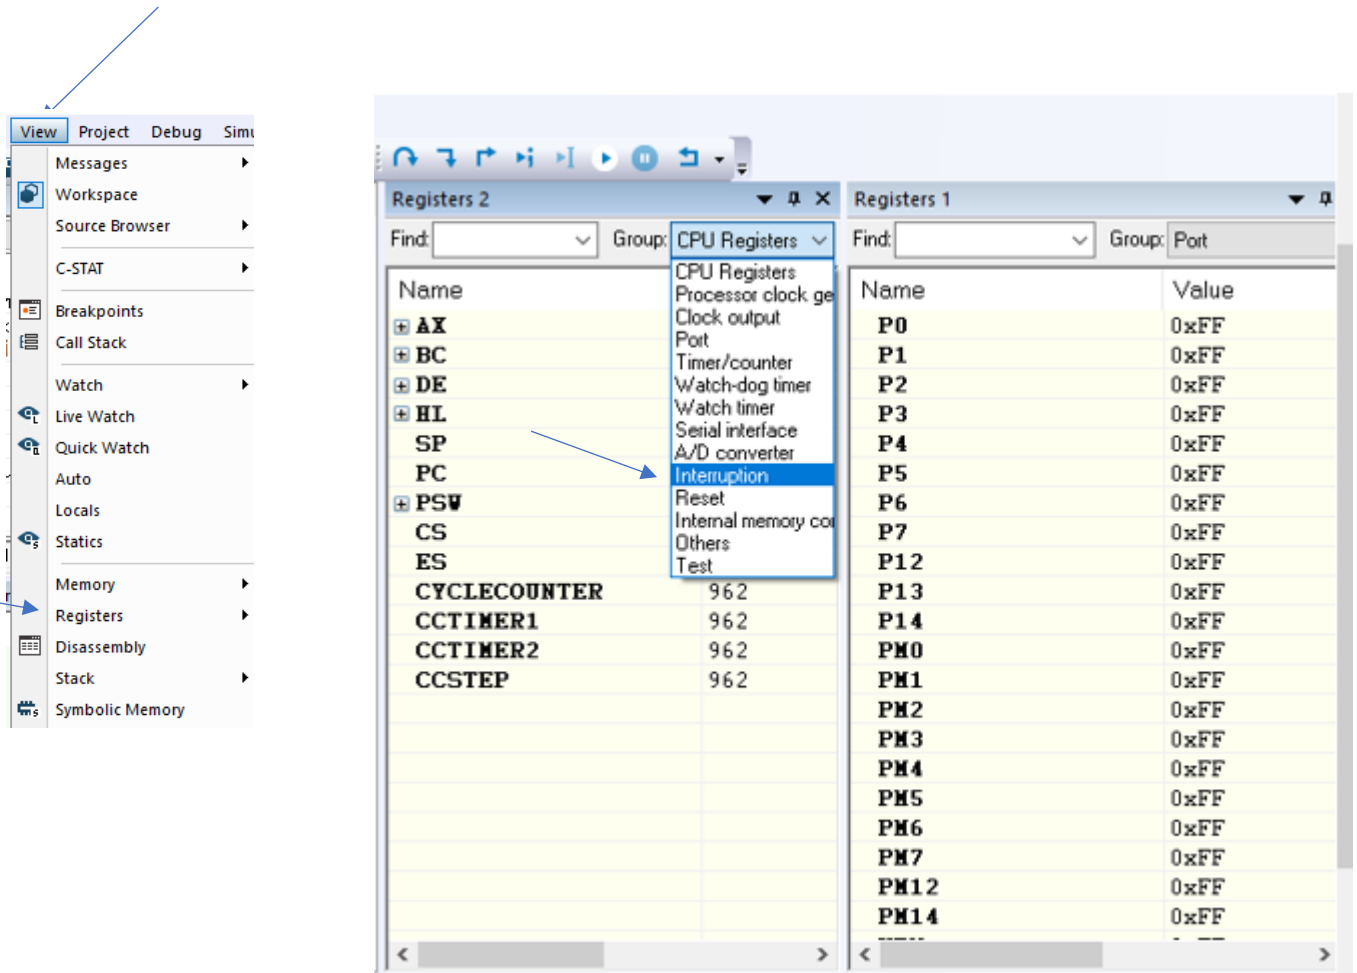 View Project Debug Simu
Messages
Workspace
Source Browser
C-STAT
Breakpoints
Call Stack
Watch
Live Watch
Quick Watch
Auto
Locals
Statics
Memory
Registers
Disassembly
Stack
Symbolic Memory
Registers 2
Find: Group: CPU Registers
CPU Registers
Processor clock ge
Clock output
Port
Timer/counter
Watch-dog timer
Watch timer
Serial interface
A/D converter
Interruption
Reset
Internal memory cor
Others
Test
Name
AX
BC
DE
HL
SP
PC
PSW
CS
ES
CYCLECOUNTER 962
CCTIMER1 962
CCTIMER2 962
CCSTEP 962
Registers 1
Find: Group: Port
Name Value
P0 0xFF
P1 0xFF
P2 0xFF
P3 0xFF
P4 0xFF
P5 0xFF
P6 0xFF
P7 0xFF
P12 0xFF
P13 0xFF
P14 0xFF
PM0 0xFF
PM1 0xFF
PM2 0xFF
PM3 0xFF
PM4 0xFF
PM5 0xFF
PM6 0xFF
PM7 0xFF
PM12 0xFF
PM14 0xFF